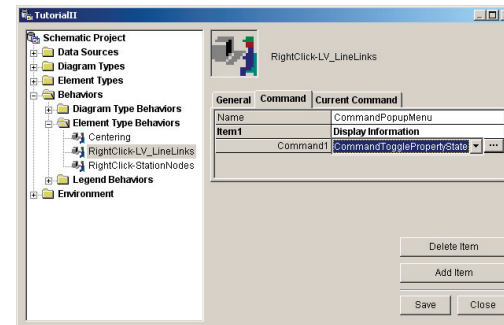 TutorialII
Schematic Project
Data Sources
Diagram Types
Element Types
Behaviors
Diagram Type Behaviors
Element Type Behaviors
Centering
RightClick-LV_LineLinks
RightClick-StationNodes
Legend Behaviors
Environment
RightClick-LV_LineLinks
General Command Current Command
Name CommandPopupMenu
Item1 Display Information
Command1 CommandTogglePropertyState ...
Delete Item
Add Item
Save Close